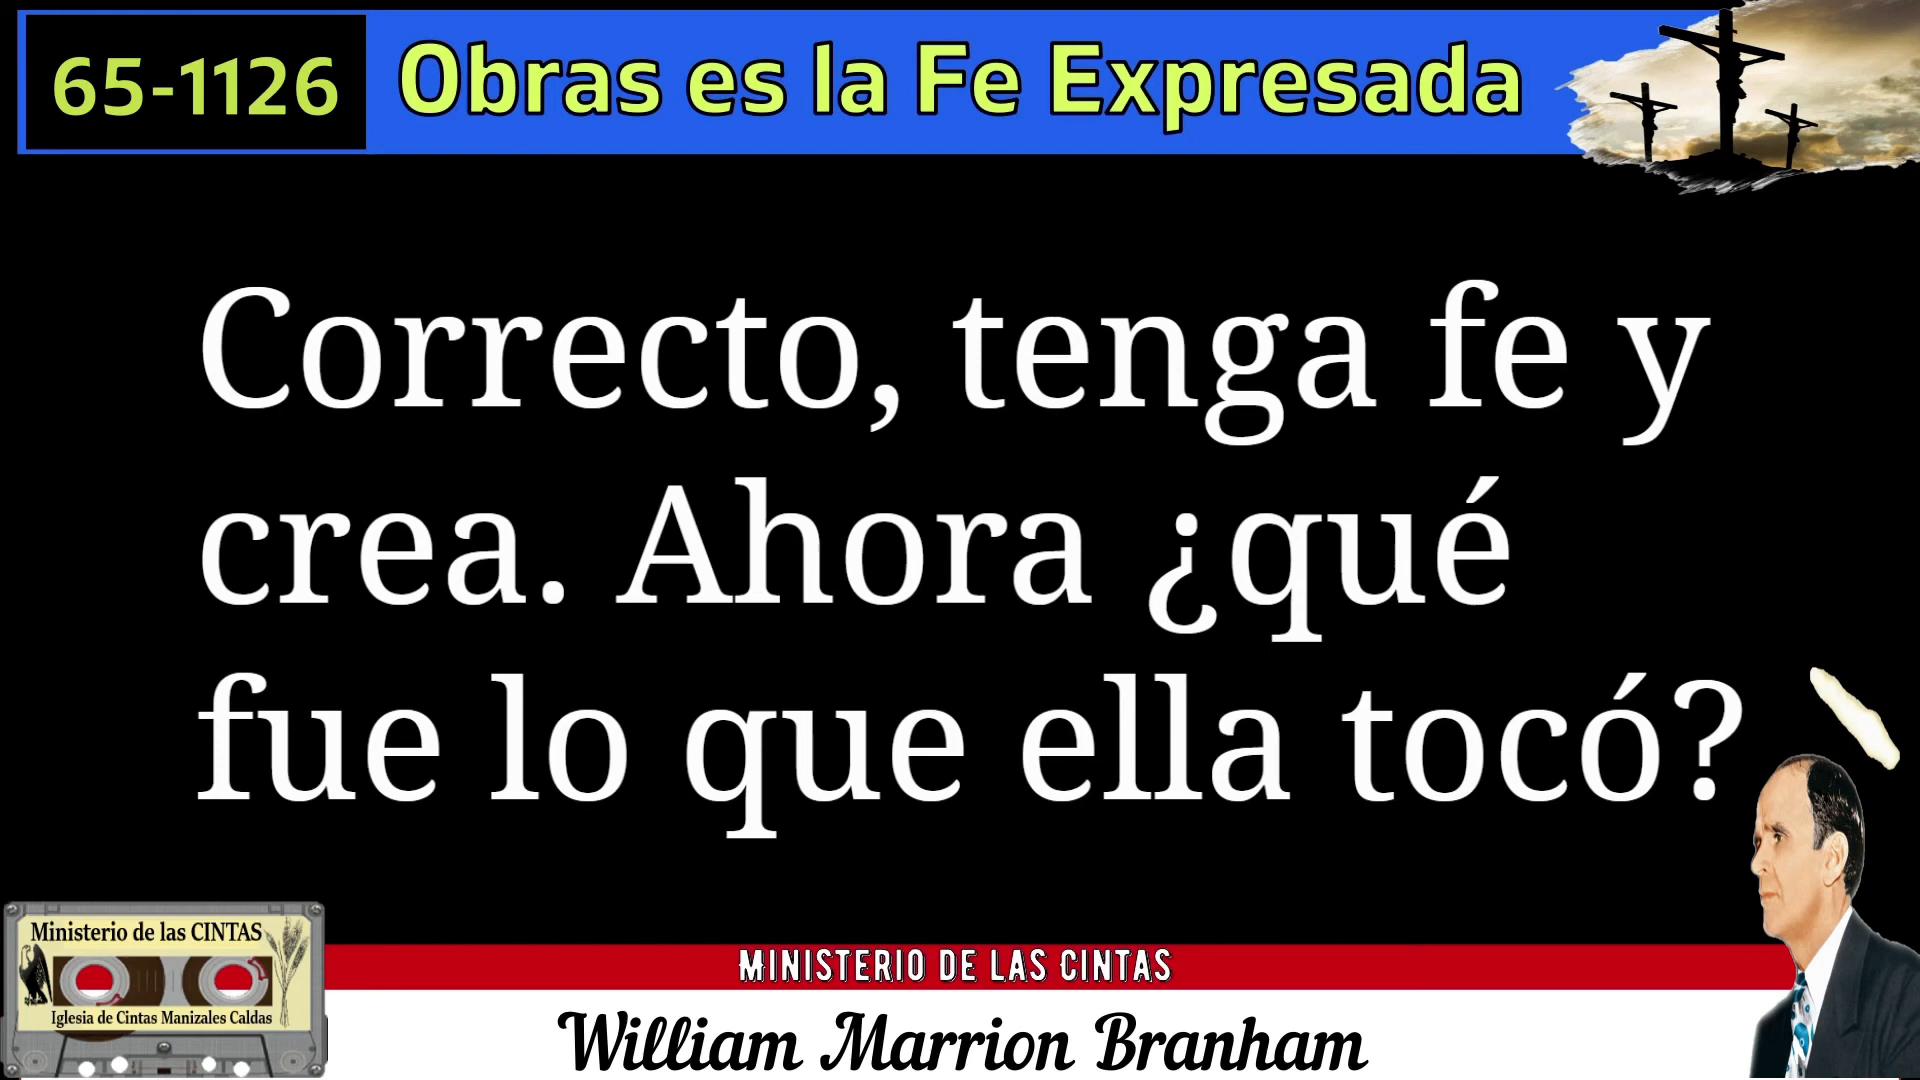 65-1126
Obras es la Fe Expresada
Correcto, tenga fe y
crea. Ahora ¿qué
fue lo que ella tocó?
Ministerio de las CINTAS
Iglesia de Cintas Manizales Caldas
MINISTERIO DE LAS CINTAS
William Marrion Branham